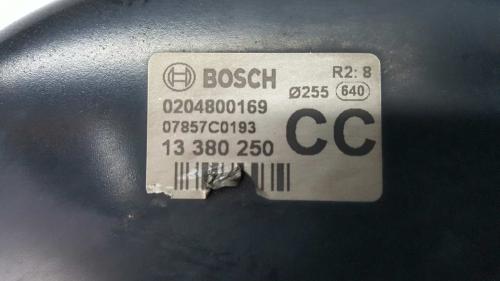 BOSCH R2: 8
0204800169 Ø255 640
07857C0193
13 380 250 CC